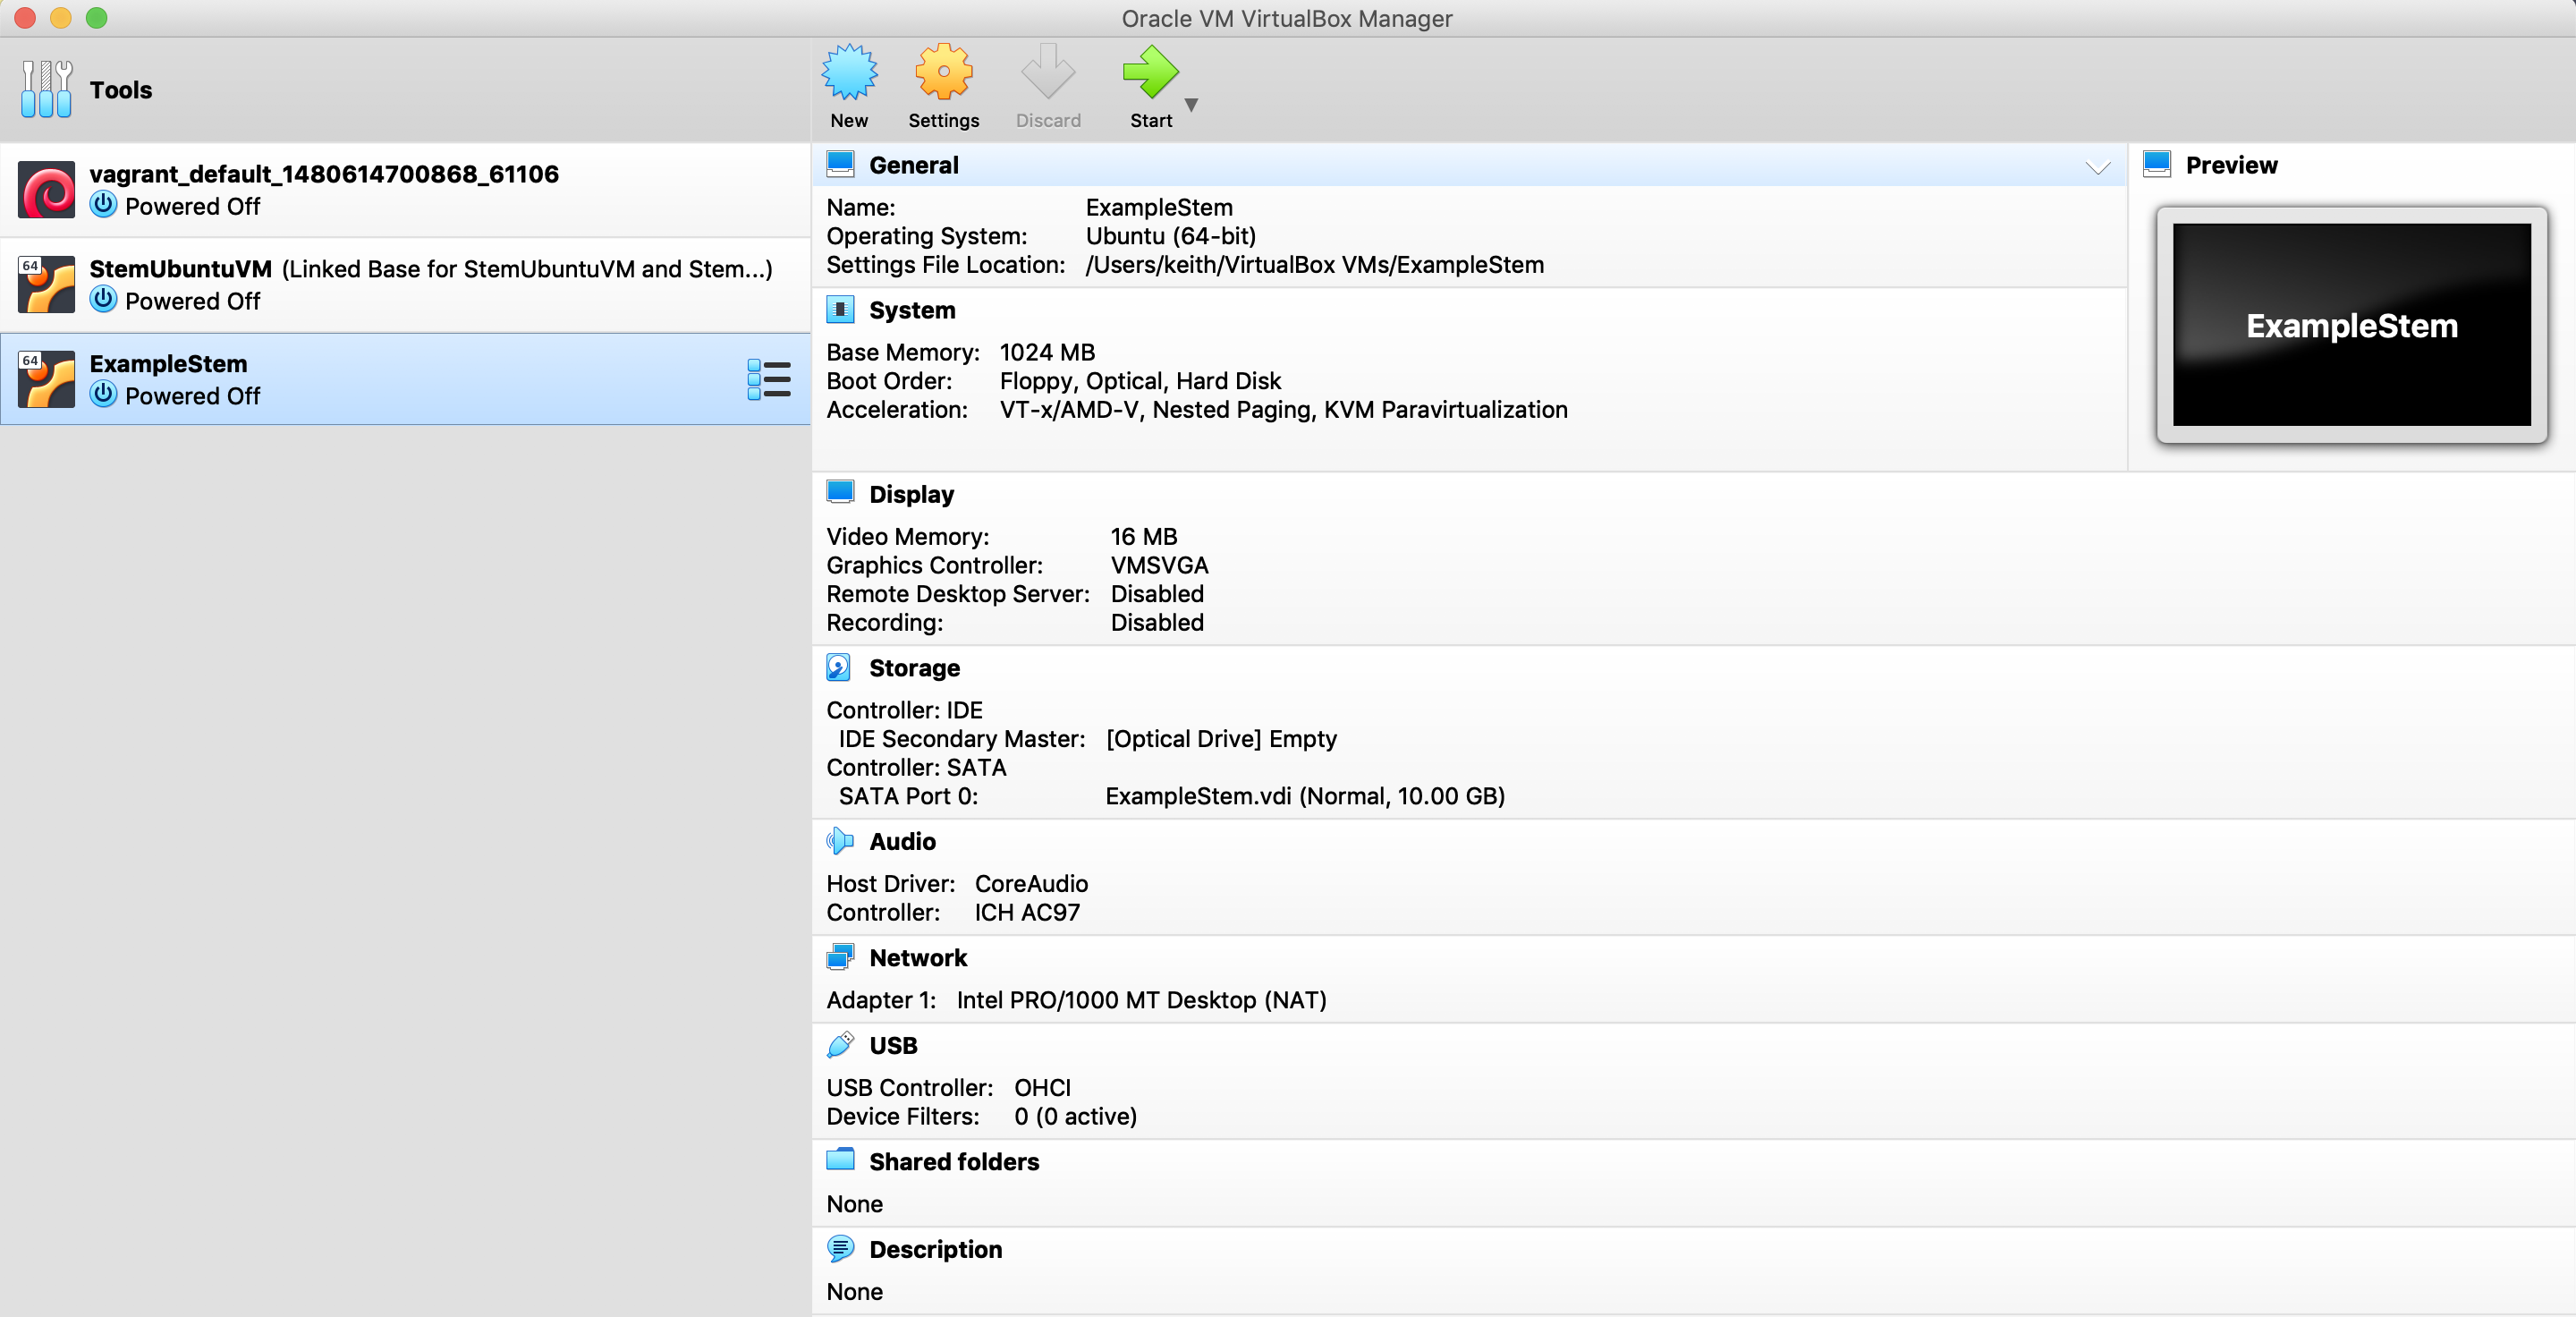 Oracle VM VirtualBox Manager
Tools
New Settings Discard Start
vagrant_default_1480614700868_61106
Powered Off
64
StemUbuntuVM (Linked Base for StemUbuntuVM and Stem...)
Powered Off
64
ExampleStem
Powered Off
General
Name: ExampleStem
Operating System: Ubuntu (64-bit)
Settings File Location: /Users/keith/VirtualBox VMs/ExampleStem
Preview
ExampleStem
System
Base Memory: 1024 MB
Boot Order: Floppy, Optical, Hard Disk
Acceleration: VT-x/AMD-V, Nested Paging, KVM Paravirtualization
Display
Video Memory: 16 MB
Graphics Controller: VMSVGA
Remote Desktop Server: Disabled
Recording: Disabled
Storage
Controller: IDE
IDE Secondary Master: [Optical Drive] Empty
Controller: SATA
SATA Port 0: ExampleStem.vdi (Normal, 10.00 GB)
Audio
Host Driver: CoreAudio
Controller: ICH AC97
Network
Adapter 1: Intel PRO/1000 MT Desktop (NAT)
USB
USB Controller: OHCI
Device Filters: 0 (0 active)
Shared folders
None
Description
None